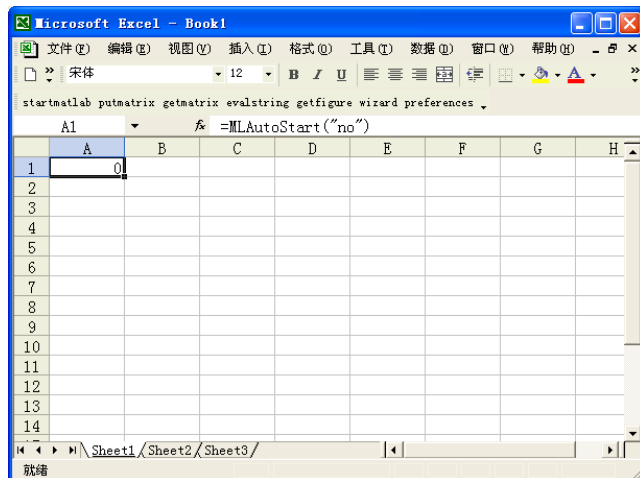 Microsoft Excel - Book1
文件(F) 编辑(E) 视图(V) 插入(I) 格式(O) 工具(T) 数据(D) 窗口(W) 帮助(H)
宋体 12 B I U A
startmatlab putmatrix getmatrix evalstring getfigure wizard preferences
A1 fx =MLAutoStart("no")
A B C D E F G H
1 0
2
3
4
5
6
7
8
9
10
11
12
13
14
Sheet1 Sheet2 Sheet3
就绪